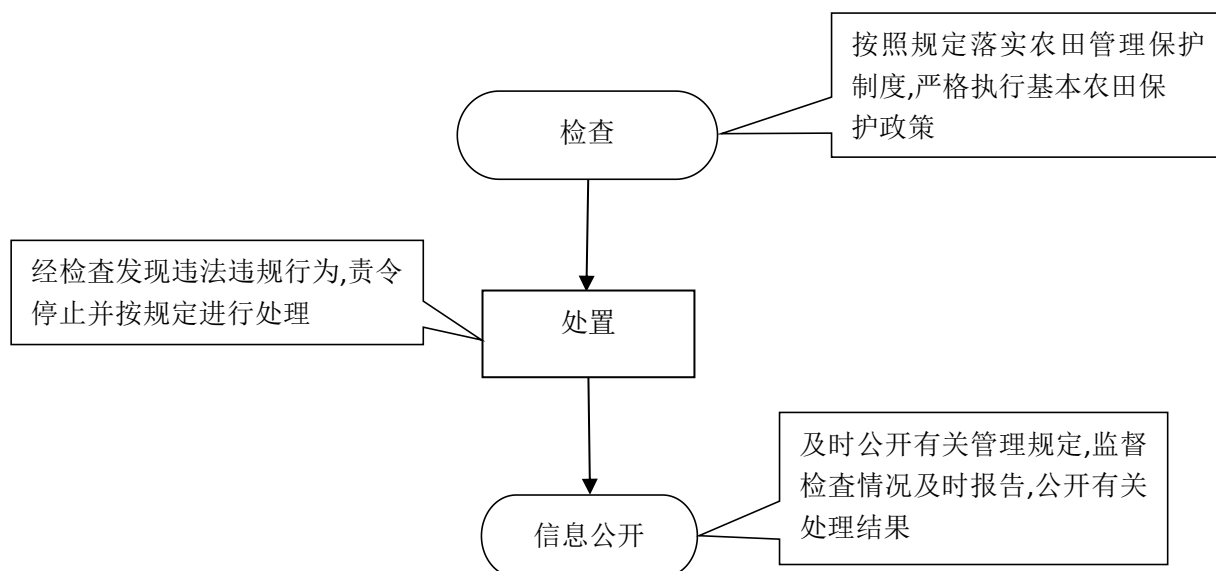 按照规定落实农田管理保护
制度,严格执行基本农田保
护政策
检查
经检查发现违法违规行为,责令
停止并按规定进行处理
处置
及时公开有关管理规定,监督
检查情况及时报告,公开有关
处理结果
信息公开